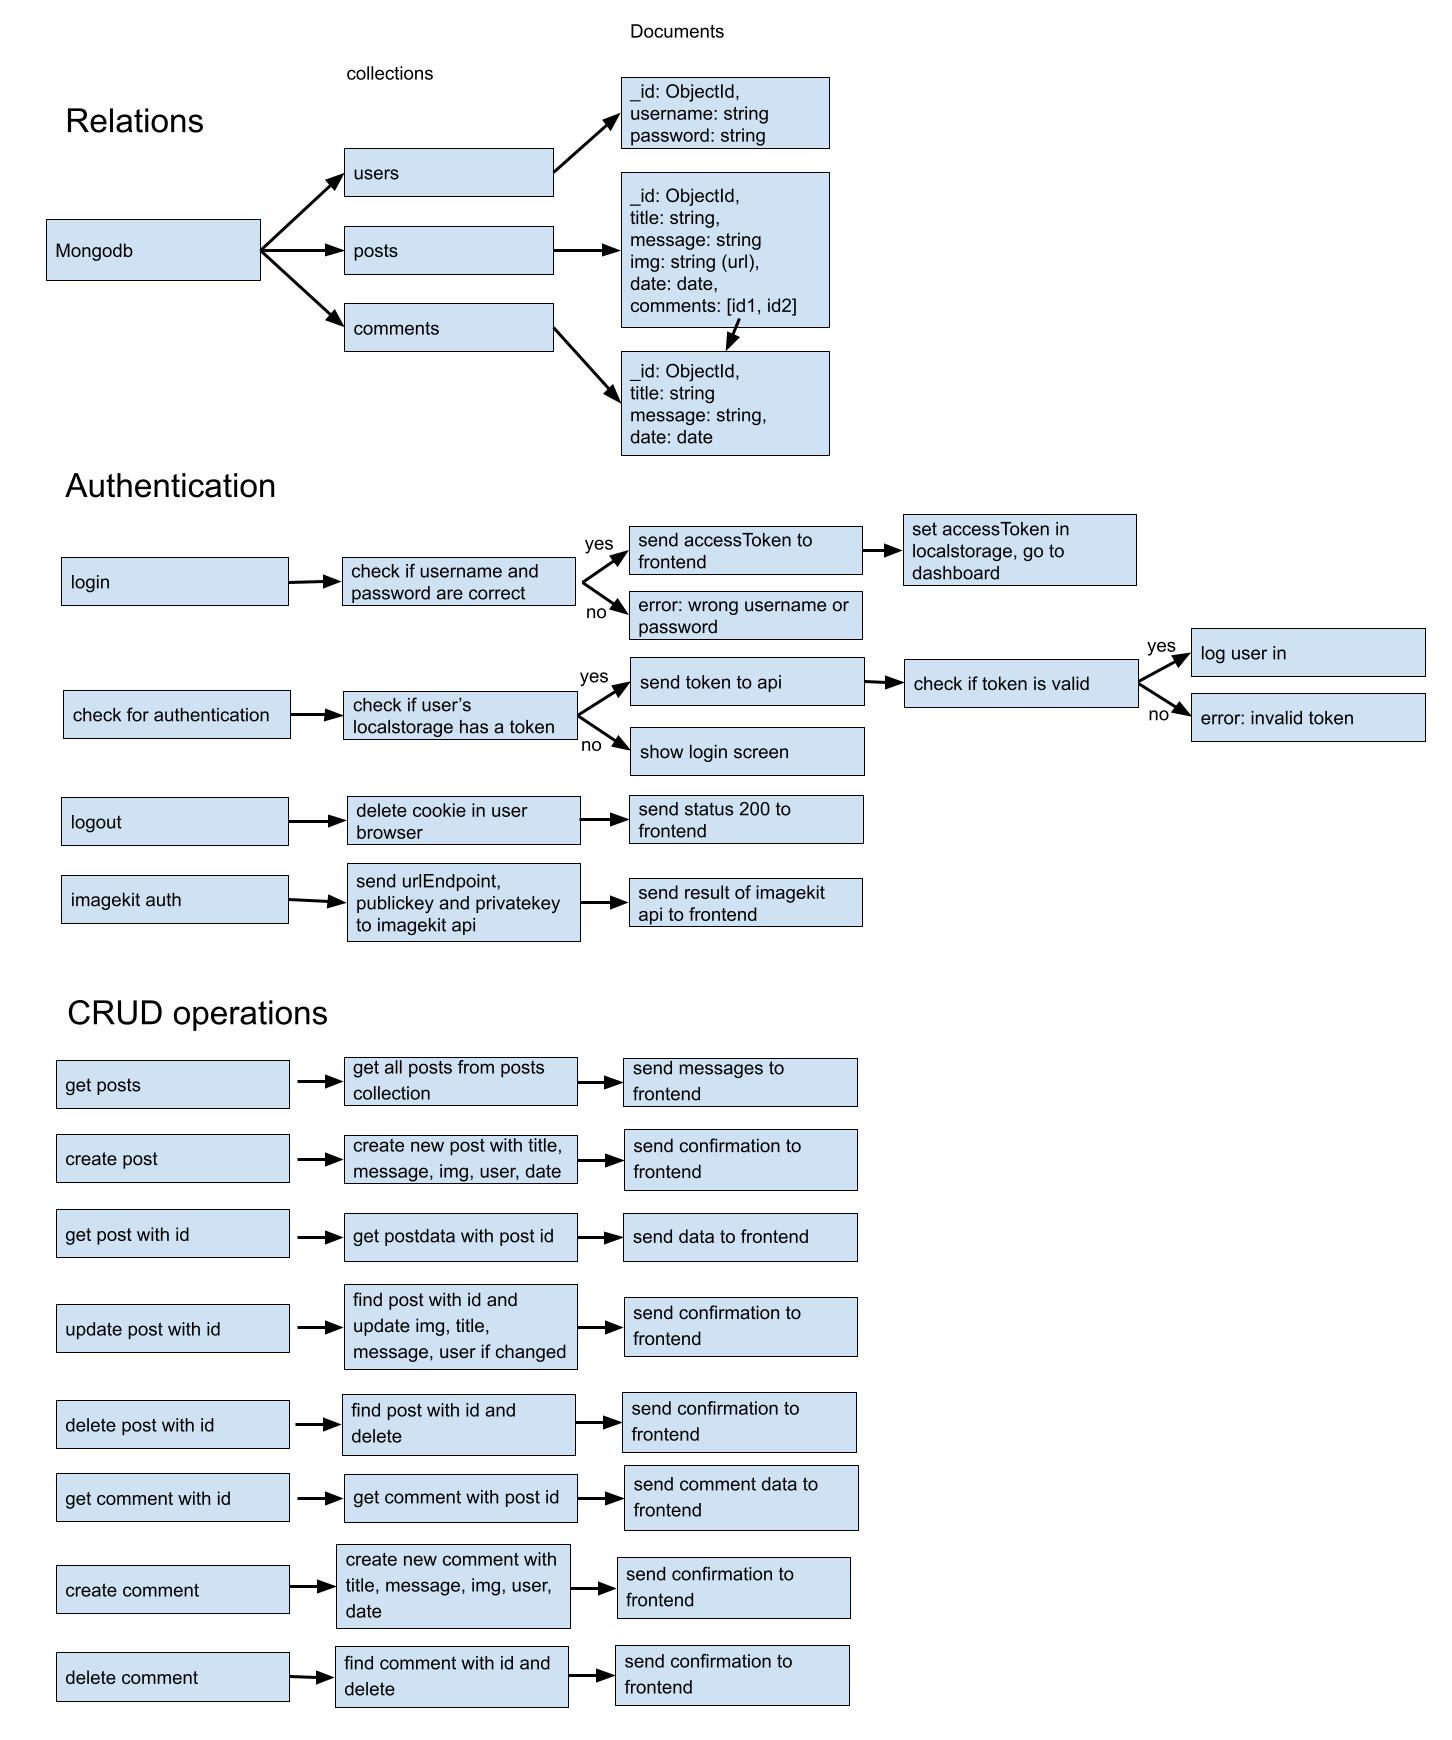 Documents
collections
Relations
_id: ObjectId,
username: string
password: string
users
Mongodb
posts
_id: ObjectId,
title: string,
message: string
img: string (url),
date: date,
comments: [id1, id2]
comments
_id: ObjectId,
title: string
message: string,
date: date
Authentication
login
check if username and
password are correct
yes
no
send accessToken to
frontend
set accessToken in
localstorage, go to
dashboard
error: wrong username or
password
check for authentication
check if user’s
localstorage has a token
yes
no
send token to api
check if token is valid
yes
no
log user in
error: invalid token
show login screen
logout
delete cookie in user
browser
send status 200 to
frontend
imagekit auth
send urlEndpoint,
publickey and privatekey
to imagekit api
send result of imagekit
api to frontend
CRUD operations
get posts
get all posts from posts
collection
send messages to
frontend
create post
create new post with title,
message, img, user, date
send confirmation to
frontend
get post with id
get postdata with post id
send data to frontend
update post with id
find post with id and
update img, title,
message, user if changed
send confirmation to
frontend
delete post with id
find post with id and
delete
send confirmation to
frontend
get comment with id
get comment with post id
send comment data to
frontend
create comment
create new comment with
title, message, img, user,
date
send confirmation to
frontend
delete comment
find comment with id and
delete
send confirmation to
frontend